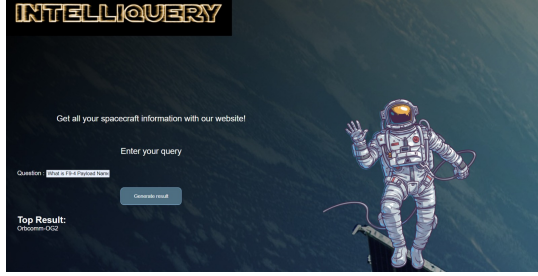 INTELLIQUERY
Get all your spacecraft information with our website!
Enter your query
Question : What is F9-4 Payload Nam
Generate result
Top Result:
Orbcomm-OG2